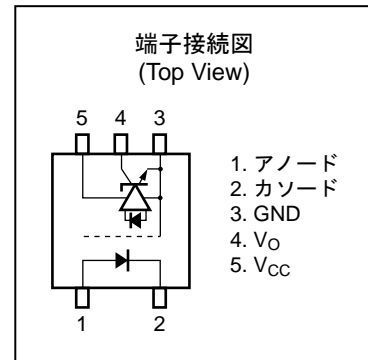 端子接続図
(Top View)
5 4 3
1. アノード
2. カソード
3. GND
4. VO
5. VCC
1 2